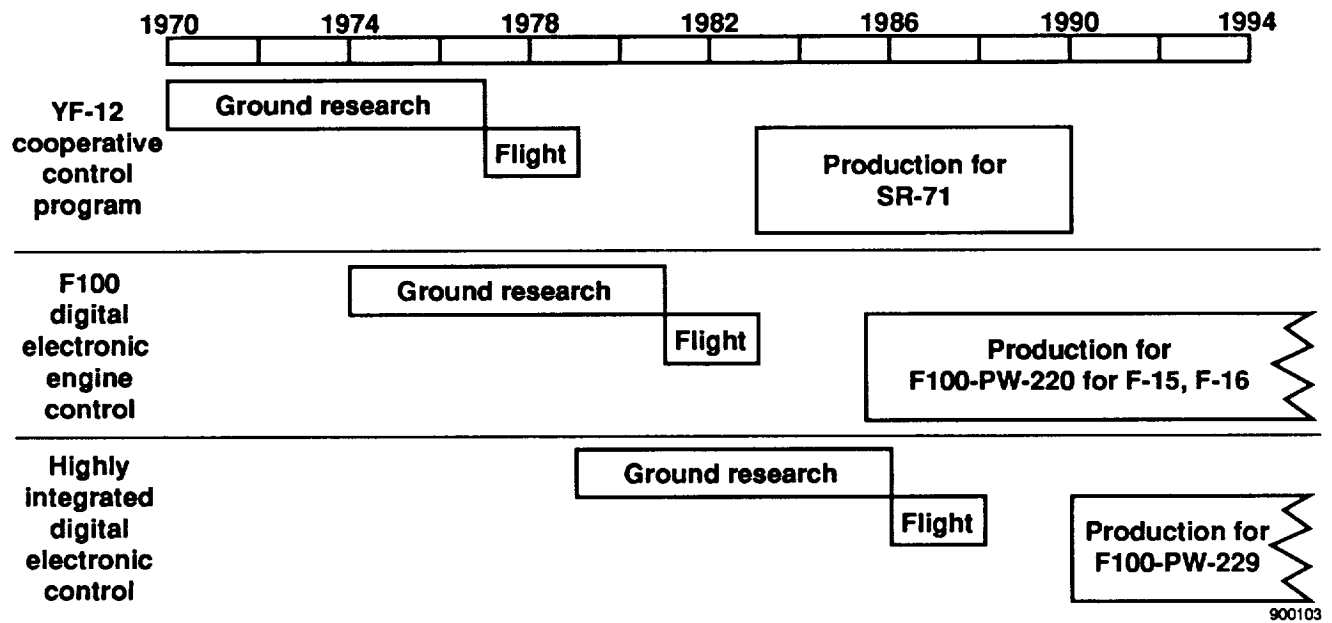 1970 1974 1978 1982 1986 1990 1994
YF-12
cooperative
control
program
Ground research
Flight
Production for
SR-71
F100
digital
electronic
engine
control
Ground research
Flight
Production for
F100-PW-220 for F-15, F-16
Highly
integrated
digital
electronic
control
Ground research
Flight
Production for
F100-PW-229
900103